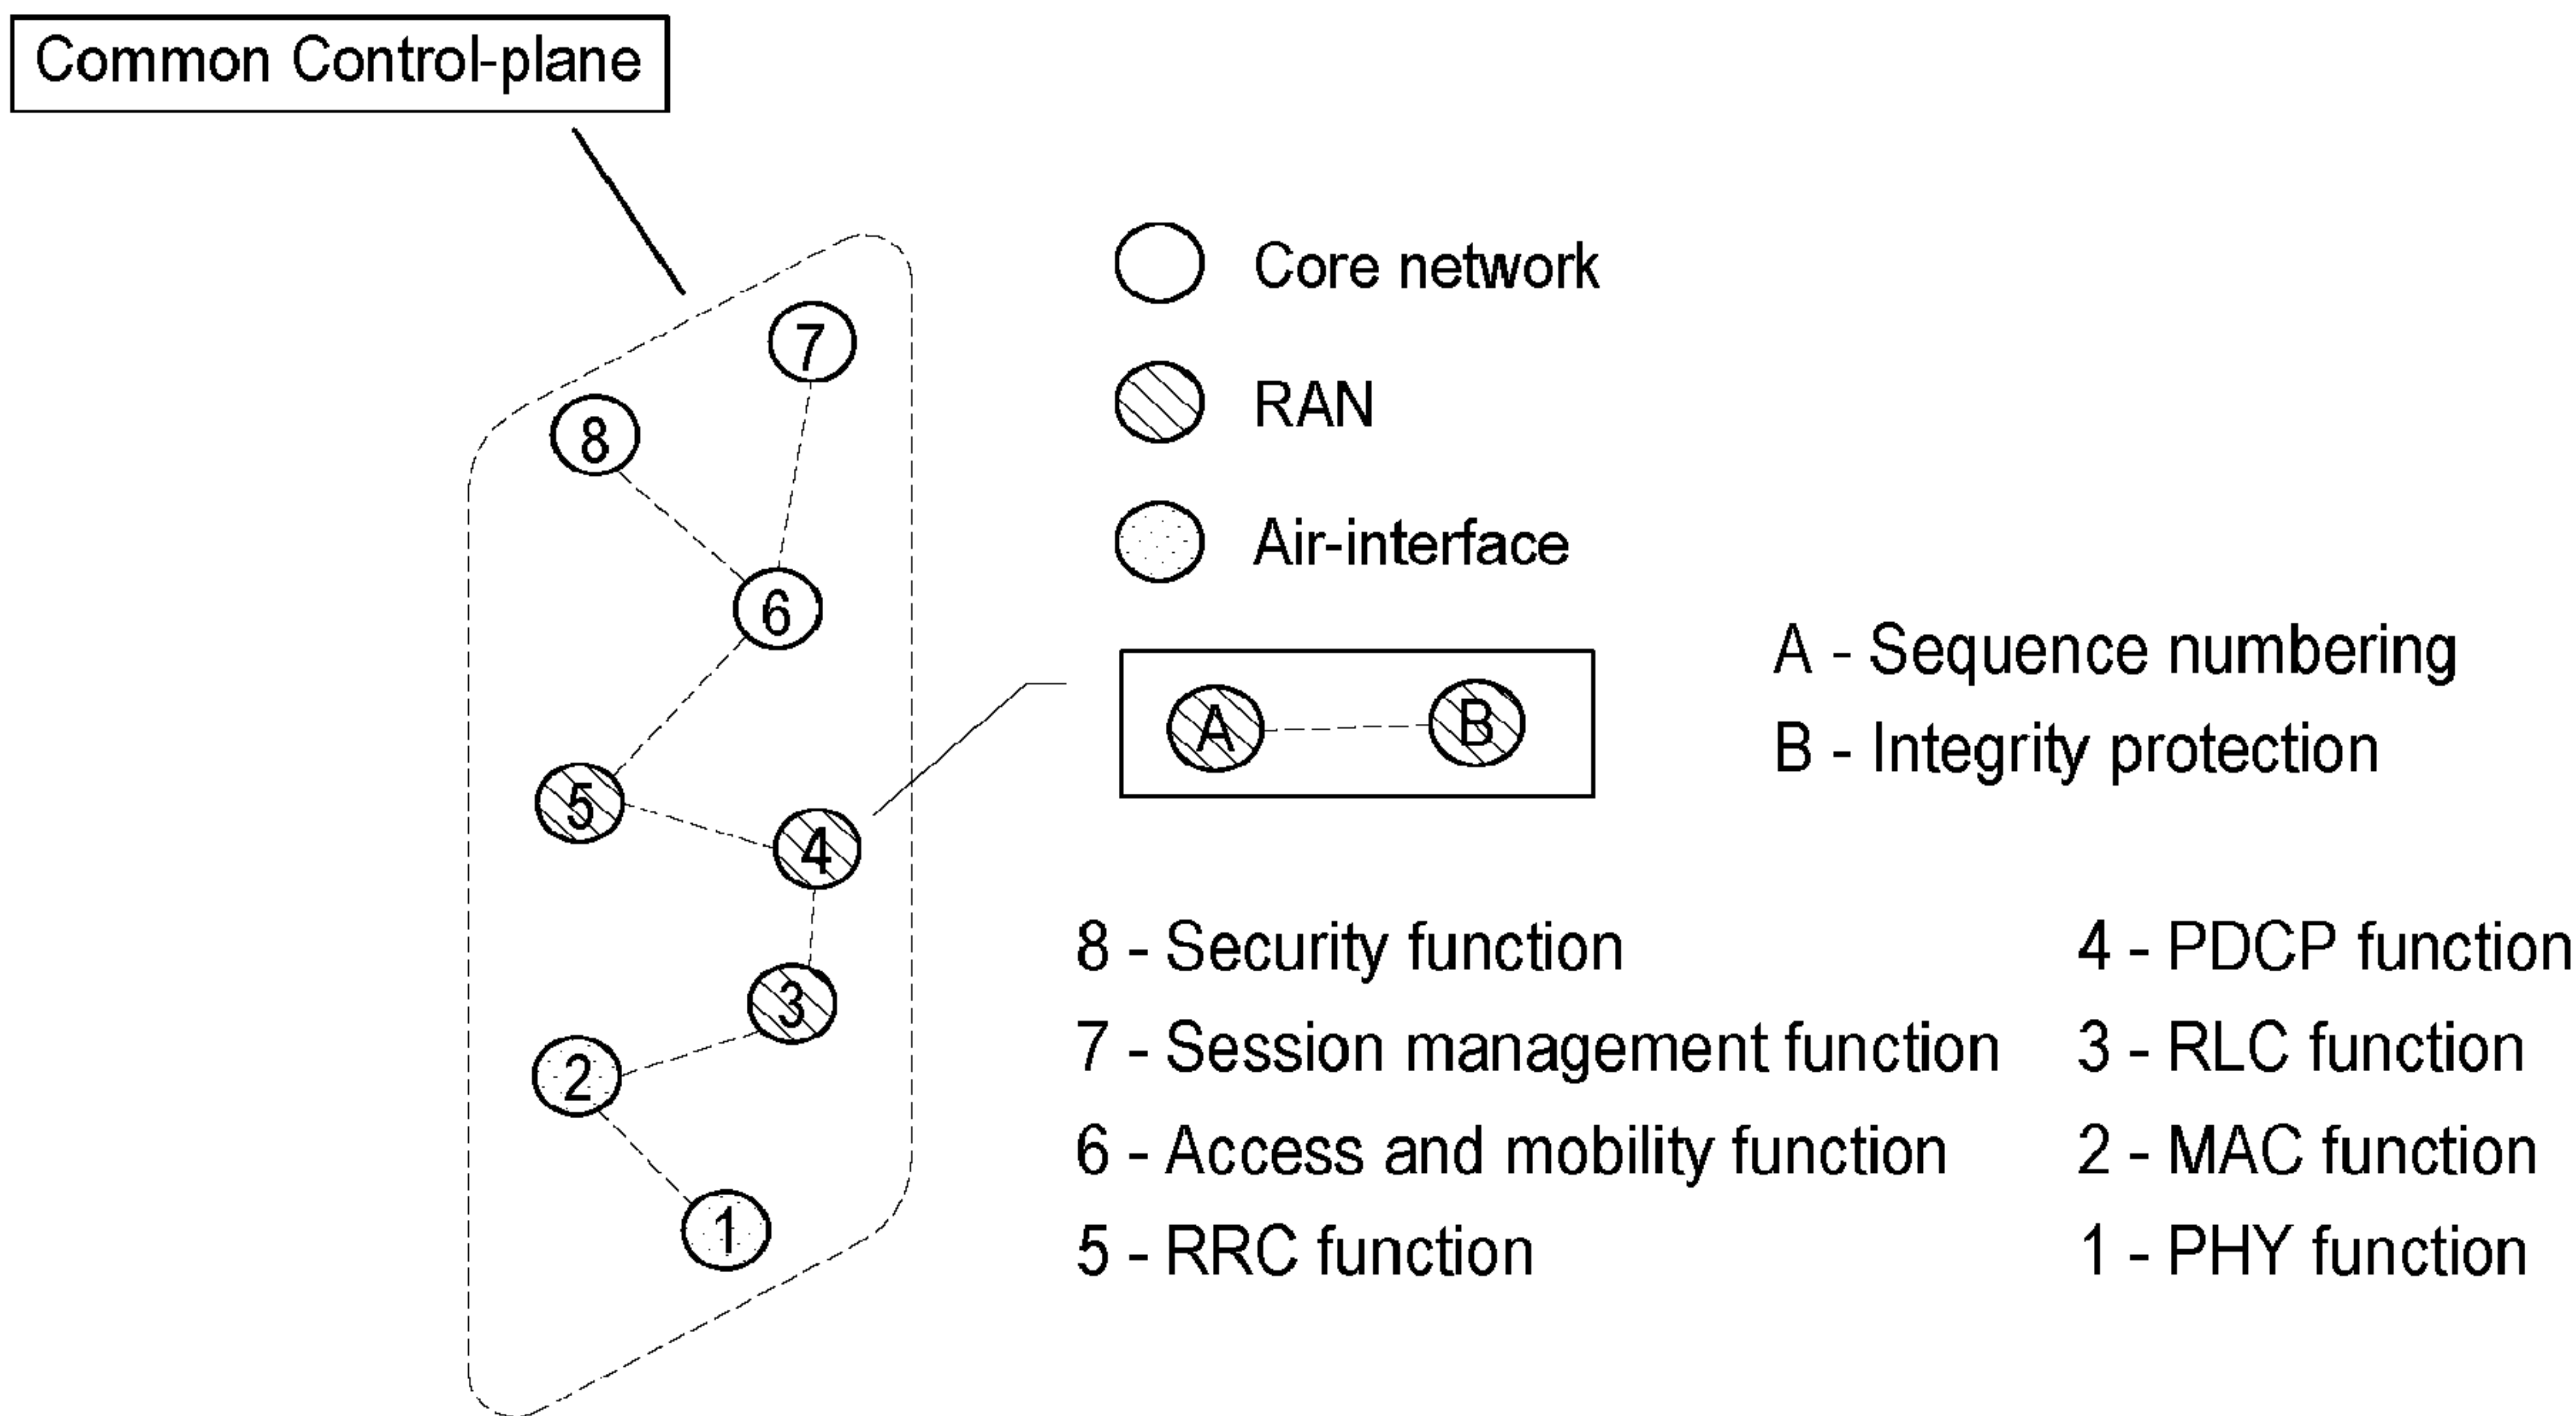 Common Control-plane
7
8
6
5
4
3
2
1
Core network
RAN
Air-interface
A
B
A - Sequence numbering
B - Integrity protection
8 - Security function
7 - Session management function
6 - Access and mobility function
5 - RRC function
4 - PDCP function
3 - RLC function
2 - MAC function
1 - PHY function